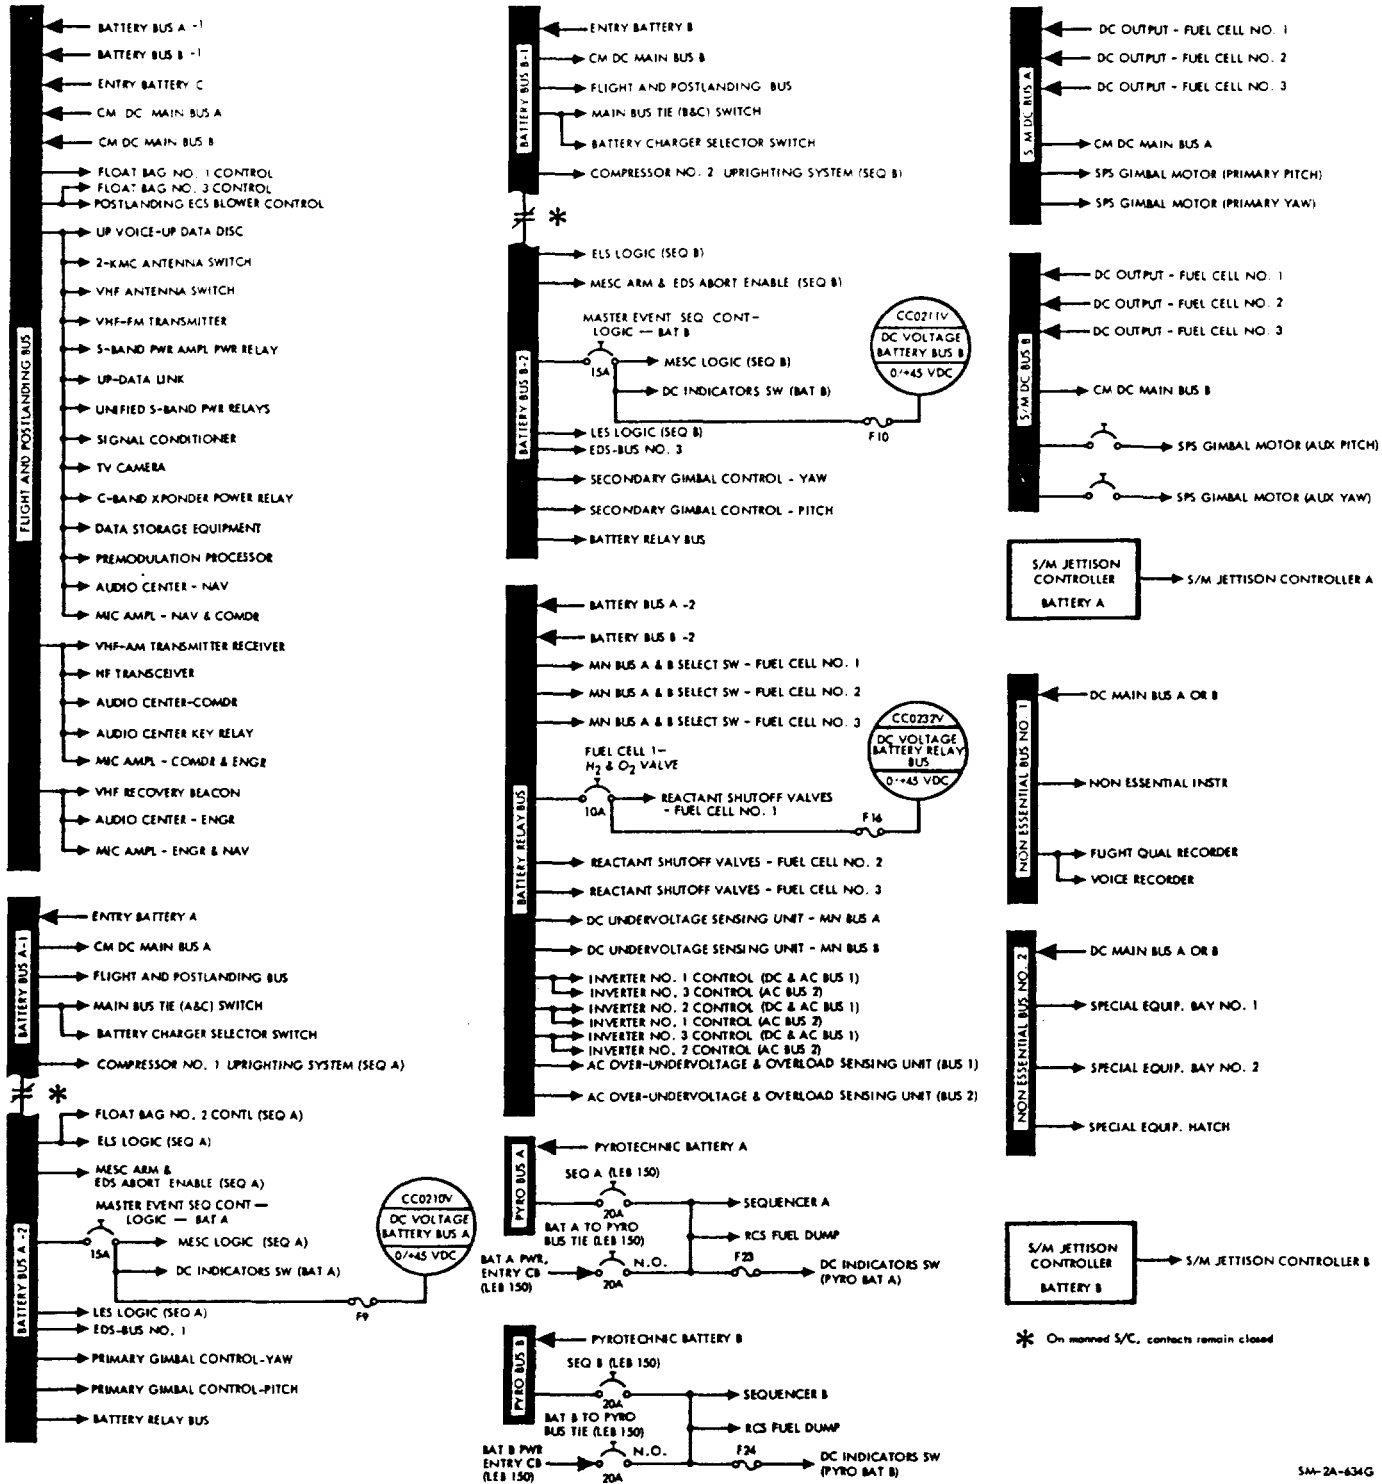 FLIGHT AND POSTLANDING BUS
BATTERY BUS A -1
BATTERY BUS B -1
ENTRY BATTERY C
CM DC MAIN BUS A
CM DC MAIN BUS B
FLOAT BAG NO. 1 CONTROL
FLOAT BAG NO. 3 CONTROL
POSTLANDING ECS BLOWER CONTROL
UP VOICE-UP DATA DISC
2-KMC ANTENNA SWITCH
VHF ANTENNA SWITCH
VHF-FM TRANSMITTER
S-BAND PWR AMPL PWR RELAY
UP-DATA LINK
UNIFIED S-BAND PWR RELAYS
SIGNAL CONDITIONER
TV CAMERA
C-BAND XPONDER POWER RELAY
DATA STORAGE EQUIPMENT
PREMODULATION PROCESSOR
AUDIO CENTER - NAV
MIC AMPL - NAV & COMDR
VHF-AM TRANSMITTER RECEIVER
HF TRANSCEIVER
AUDIO CENTER-COMDR
AUDIO CENTER KEY RELAY
MIC AMPL - COMDR & ENGR
VHF RECOVERY BEACON
AUDIO CENTER - ENGR
MIC AMPL - ENGR & NAV
BATTERY BUS A-1
ENTRY BATTERY A
CM DC MAIN BUS A
FLIGHT AND POSTLANDING BUS
MAIN BUS TIE (A&C) SWITCH
BATTERY CHARGER SELECTOR SWITCH
COMPRESSOR NO. 1 UPRIGHTING SYSTEM (SEQ A)
*
BATTERY BUS A -2
FLOAT BAG NO. 2 CONTL (SEQ A)
ELS LOGIC (SEQ A)
MESC ARM &
EDS ABORT ENABLE (SEQ A)
MASTER EVENT SEQ CONT —
LOGIC — BAT A
15A
MESC LOGIC (SEQ A)
DC INDICATORS SW (BAT A)
CC0210V
DC VOLTAGE
BATTERY BUS A
0/+45 VDC
F9
LES LOGIC (SEQ A)
EDS-BUS NO. 1
PRIMARY GIMBAL CONTROL-YAW
PRIMARY GIMBAL CONTROL-PITCH
BATTERY RELAY BUS
BATTERY BUS B-1
ENTRY BATTERY B
CM DC MAIN BUS B
FLIGHT AND POSTLANDING BUS
MAIN BUS TIE (B&C) SWITCH
BATTERY CHARGER SELECTOR SWITCH
COMPRESSOR NO. 2 UPRIGHTING SYSTEM (SEQ B)
*
BATTERY BUS B-2
ELS LOGIC (SEQ B)
MESC ARM & EDS ABORT ENABLE (SEQ B)
MASTER EVENT SEQ CONT-
LOGIC — BAT B
15A
MESC LOGIC (SEQ B)
DC INDICATORS SW (BAT B)
CC0211V
DC VOLTAGE
BATTERY BUS B
0/+45 VDC
F10
LES LOGIC (SEQ B)
EDS-BUS NO. 3
SECONDARY GIMBAL CONTROL - YAW
SECONDARY GIMBAL CONTROL - PITCH
BATTERY RELAY BUS
BATTERY RELAY BUS
BATTERY BUS A -2
BATTERY BUS B -2
MN BUS A & B SELECT SW - FUEL CELL NO. 1
MN BUS A & B SELECT SW - FUEL CELL NO. 2
MN BUS A & B SELECT SW - FUEL CELL NO. 3
FUEL CELL 1-
H2 & O2 VALVE
10A
REACTANT SHUTOFF VALVES
- FUEL CELL NO. 1
CC0232V
DC VOLTAGE
BATTERY RELAY
BUS
0/+45 VDC
F16
REACTANT SHUTOFF VALVES - FUEL CELL NO. 2
REACTANT SHUTOFF VALVES - FUEL CELL NO. 3
DC UNDERVOLTAGE SENSING UNIT - MN BUS A
DC UNDERVOLTAGE SENSING UNIT - MN BUS B
INVERTER NO. 1 CONTROL (DC & AC BUS 1)
INVERTER NO. 3 CONTROL (AC BUS 2)
INVERTER NO. 2 CONTROL (DC & AC BUS 1)
INVERTER NO. 1 CONTROL (AC BUS 2)
INVERTER NO. 3 CONTROL (DC & AC BUS 1)
INVERTER NO. 2 CONTROL (AC BUS 2)
AC OVER-UNDERVOLTAGE & OVERLOAD SENSING UNIT (BUS 1)
AC OVER-UNDERVOLTAGE & OVERLOAD SENSING UNIT (BUS 2)
PYRO BUS A
PYROTECHNIC BATTERY A
SEQ A (LEB 150)
20A
SEQUENCER A
BAT A TO PYRO
BUS TIE (LEB 150)
RCS FUEL DUMP
BAT A PWR,
ENTRY CB
(LEB 150)
N.O.
20A
F23
DC INDICATORS SW
(PYRO BAT A)
PYRO BUS B
PYROTECHNIC BATTERY B
SEQ B (LEB 150)
20A
SEQUENCER B
BAT B TO PYRO
BUS TIE (LEB 150)
RCS FUEL DUMP
BAT B PWR
ENTRY CB
(LEB 150)
N.O.
20A
F24
DC INDICATORS SW
(PYRO BAT B)
S/M DC BUS A
DC OUTPUT - FUEL CELL NO. 1
DC OUTPUT - FUEL CELL NO. 2
DC OUTPUT - FUEL CELL NO. 3
CM DC MAIN BUS A
SPS GIMBAL MOTOR (PRIMARY PITCH)
SPS GIMBAL MOTOR (PRIMARY YAW)
S/M DC BUS B
DC OUTPUT - FUEL CELL NO. 1
DC OUTPUT - FUEL CELL NO. 2
DC OUTPUT - FUEL CELL NO. 3
CM DC MAIN BUS B
SPS GIMBAL MOTOR (AUX PITCH)
SPS GIMBAL MOTOR (AUX YAW)
S/M JETTISON
CONTROLLER
BATTERY A
S/M JETTISON CONTROLLER A
NON ESSENTIAL BUS NO. 1
DC MAIN BUS A OR B
NON ESSENTIAL INSTR
FLIGHT QUAL RECORDER
VOICE RECORDER
NON ESSENTIAL BUS NO. 2
DC MAIN BUS A OR B
SPECIAL EQUIP. BAY NO. 1
SPECIAL EQUIP. BAY NO. 2
SPECIAL EQUIP. HATCH
S/M JETTISON
CONTROLLER
BATTERY B
S/M JETTISON CONTROLLER B
* On manned S/C, contacts remain closed
SM-2A-634G